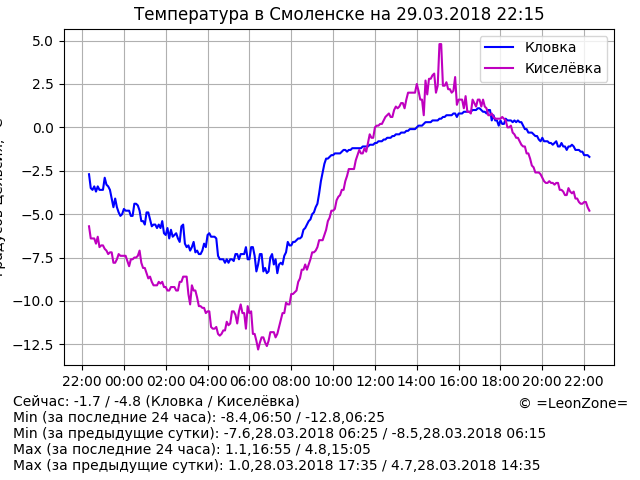 Температура в Смоленске на 29.03.2018 22:15
5.0
2.5
0.0
−2.5
−5.0
−7.5
−10.0
−12.5
Кловка
Киселёвка
22:00 00:00 02:00 04:00 06:00 08:00 10:00 12:00 14:00 16:00 18:00 20:00 22:00
Сейчас: -1.7 / -4.8 (Кловка / Киселёвка)
© =LeonZone=
Min (за последние 24 часа): -8.4,06:50 / -12.8,06:25
Min (за предыдущие сутки): -7.6,28.03.2018 06:25 / -8.5,28.03.2018 06:15
Max (за последние 24 часа): 1.1,16:55 / 4.8,15:05
Max (за предыдущие сутки): 1.0,28.03.2018 17:35 / 4.7,28.03.2018 14:35